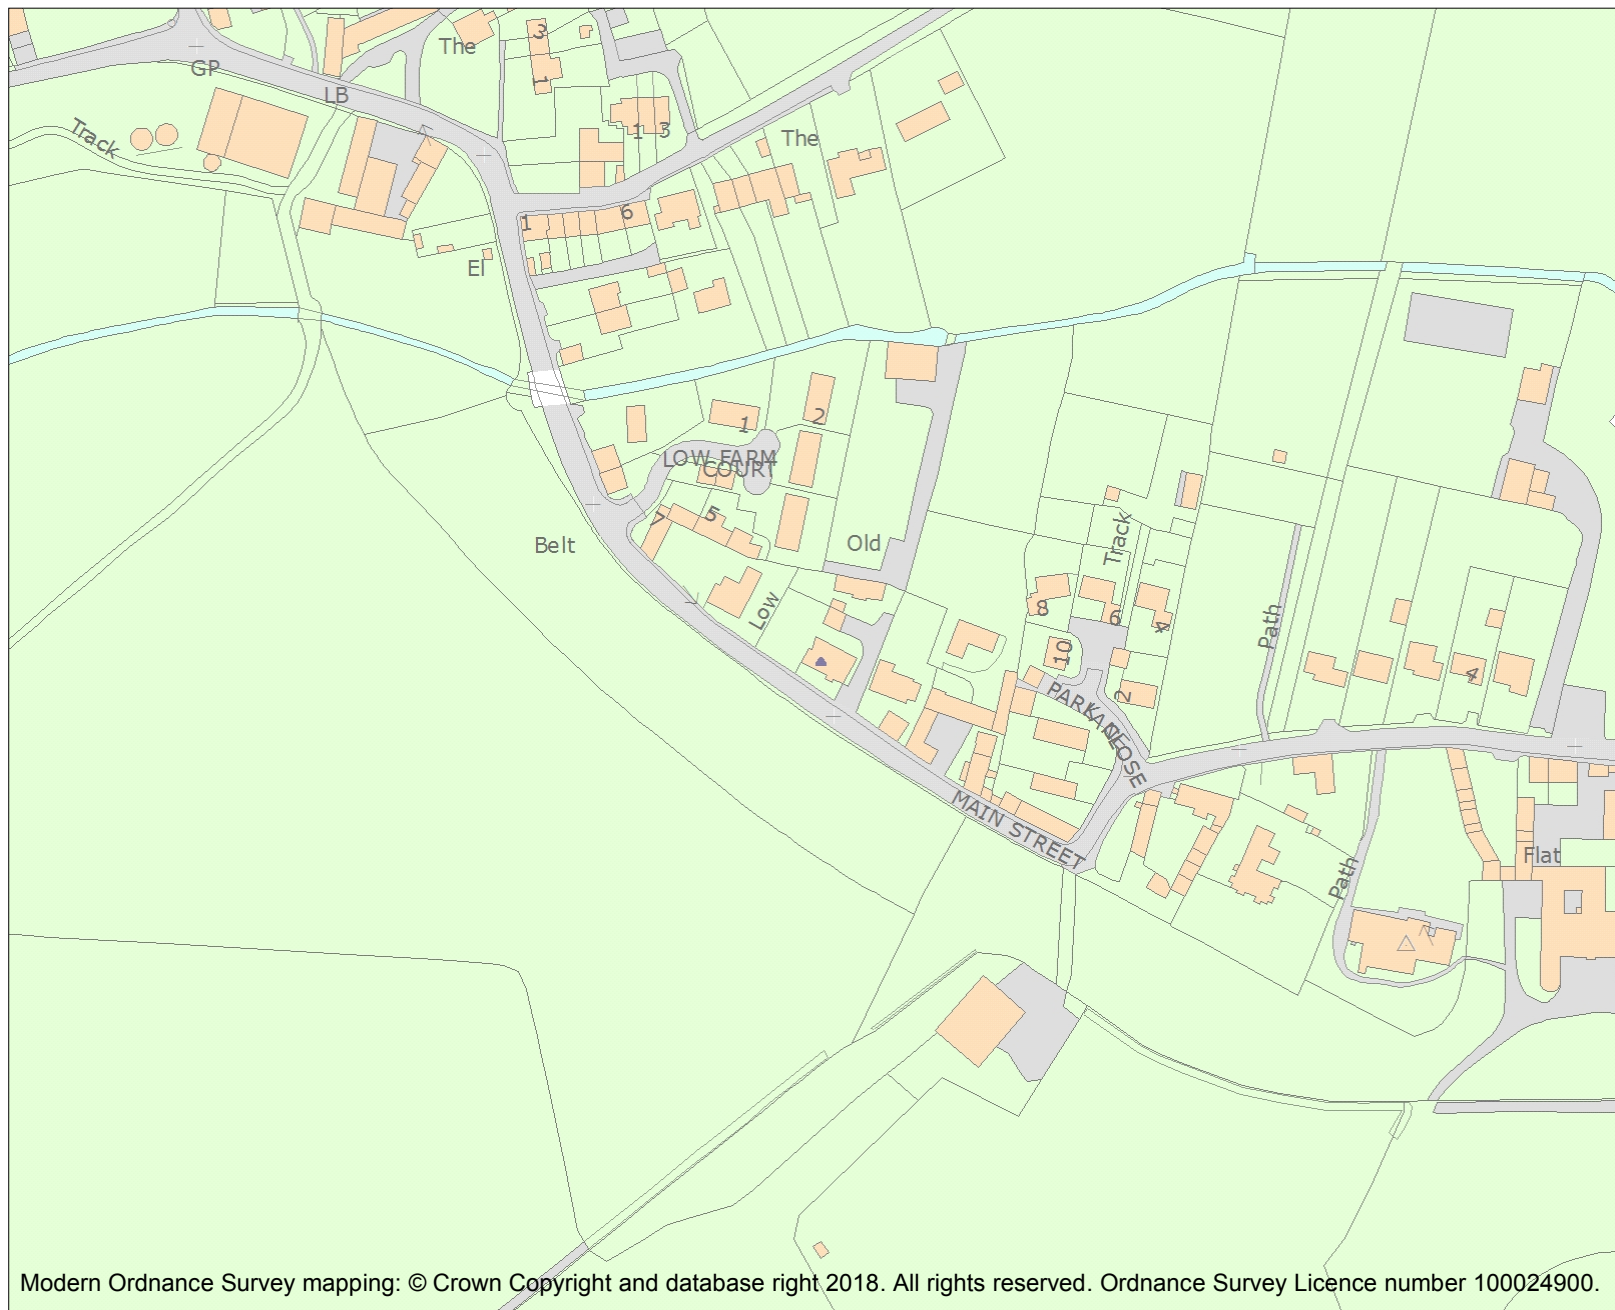 3
The
1
GP
LB
Track
1 3
The
6
1
El
2
1
LOW FARM
COURT
7
5
Belt
Old
Track
Low
8
6
4
Path
10
4
2
PARK LANE
CLOSE
MAIN STREET
Flat
Path
Modern Ordnance Survey mapping: © Crown Copyright and database right 2018. All rights reserved. Ordnance Survey Licence number 100024900.